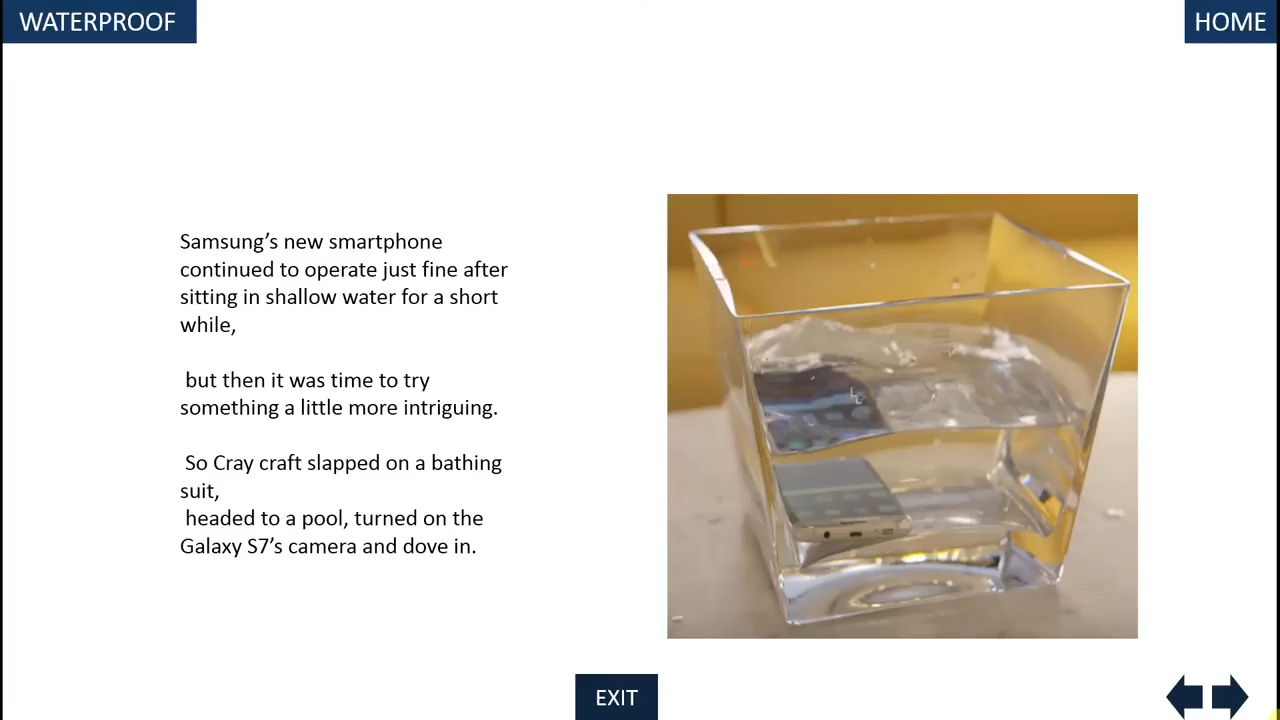 WATERPROOF
HOME
Samsung’s new smartphone
continued to operate just fine after
sitting in shallow water for a short
while,
but then it was time to try
something a little more intriguing.
So Cray craft slapped on a bathing
suit,
headed to a pool, turned on the
Galaxy S7’s camera and dove in.
EXIT